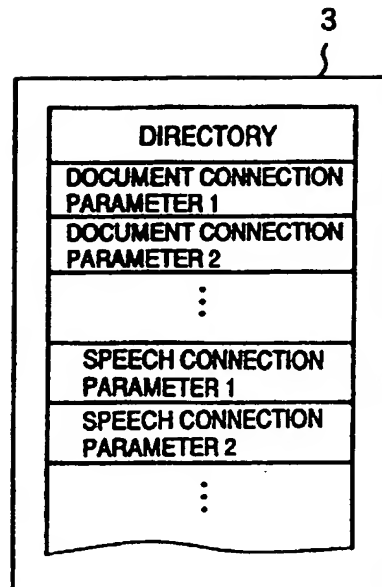 3
DIRECTORY
DOCUMENT CONNECTION
PARAMETER 1
DOCUMENT CONNECTION
PARAMETER 2
⋮
SPEECH CONNECTION
PARAMETER 1
SPEECH CONNECTION
PARAMETER 2
⋮